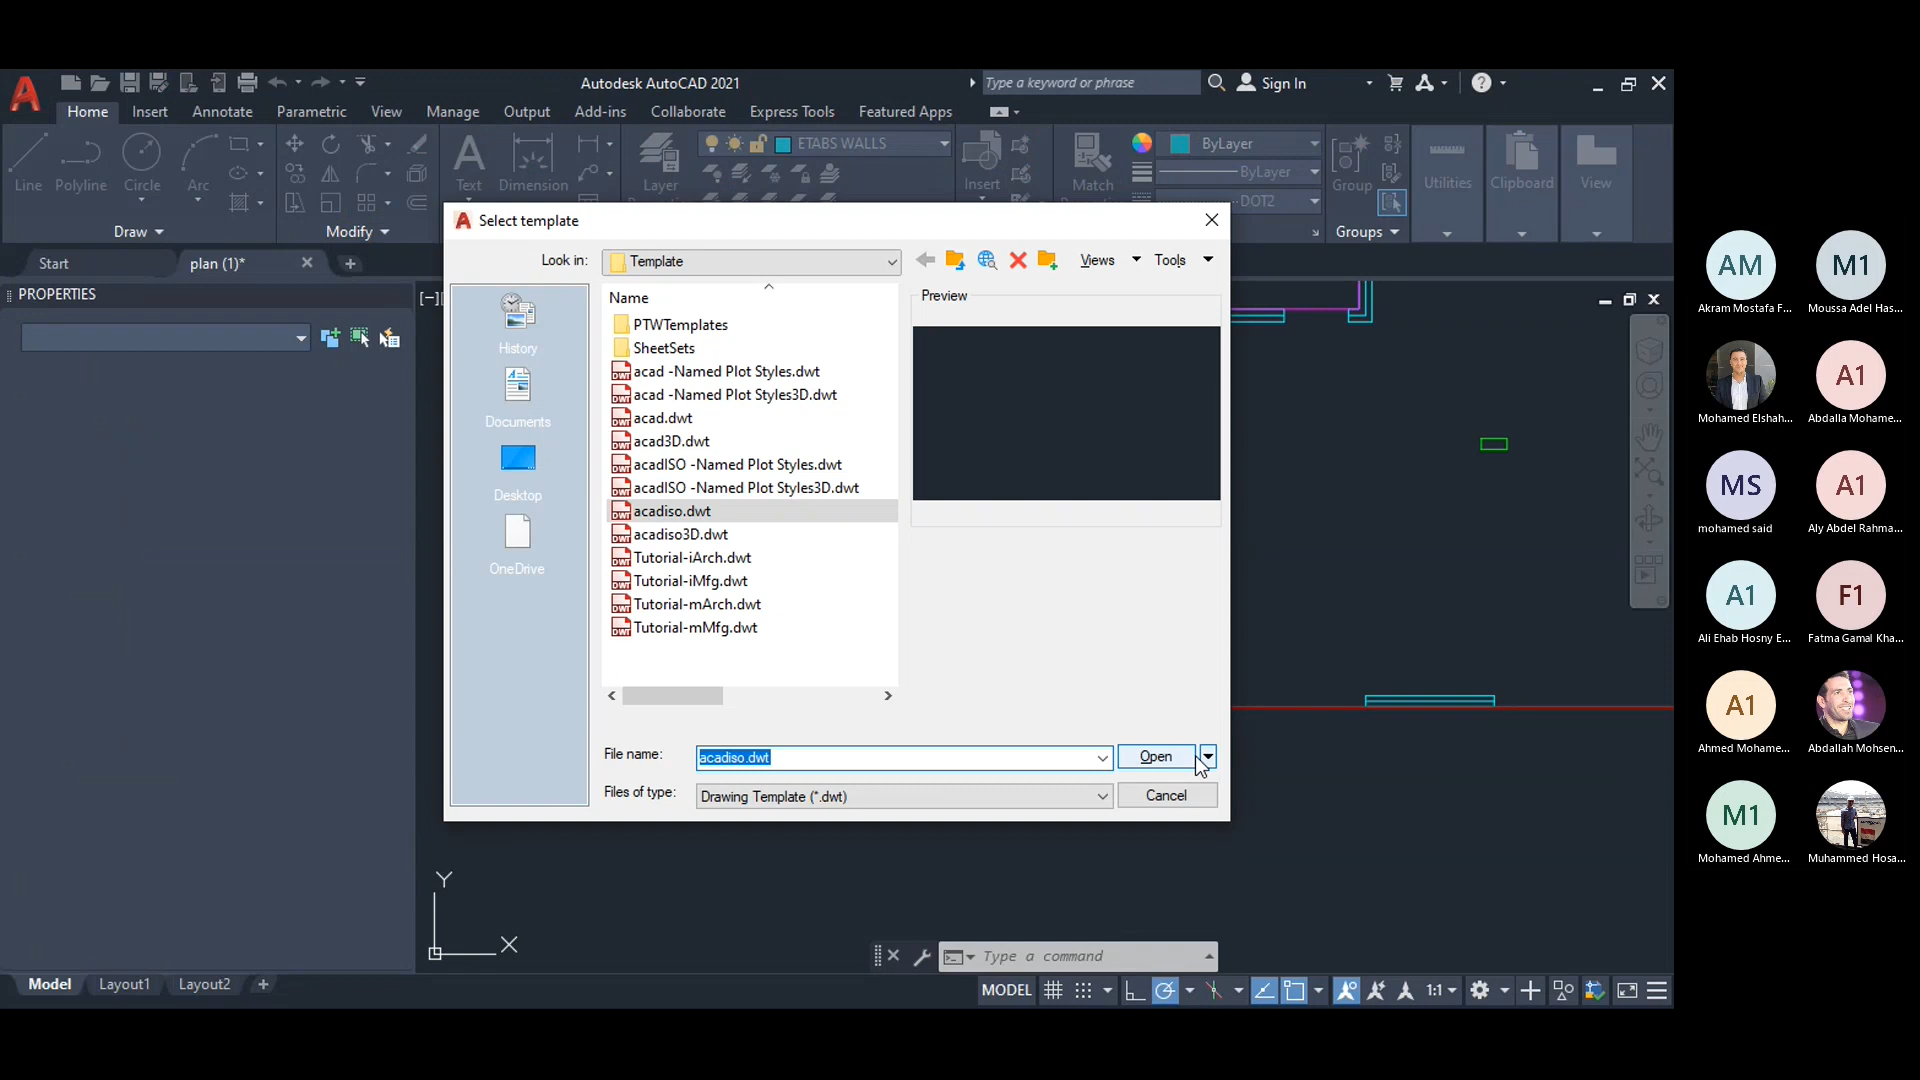 Autodesk AutoCAD 2021
Type a keyword or phrase
Sign In
Home
Insert
Annotate
Parametric
View
Manage
Output
Add-ins
Collaborate
Express Tools
Featured Apps
ETABS WALLS
ByLayer
ByLayer
DOT2
Line
Polyline
Circle
Arc
Text
Dimension
Layer
Insert
Match
Group
Utilities
Clipboard
View
Draw
Modify
Groups
Start
plan (1)*
PROPERTIES
Select template
Look in:
Template
Views
Tools
History
Documents
Desktop
OneDrive
Name
PTWTemplates
SheetSets
acad -Named Plot Styles.dwt
acad -Named Plot Styles3D.dwt
acad.dwt
acad3D.dwt
acadISO -Named Plot Styles.dwt
acadISO -Named Plot Styles3D.dwt
acadiso.dwt
acadiso3D.dwt
Tutorial-iArch.dwt
Tutorial-iMfg.dwt
Tutorial-mArch.dwt
Tutorial-mMfg.dwt
Preview
File name:
acadiso.dwt
Open
Files of type:
Drawing Template (*.dwt)
Cancel
Y
X
Type a command
Model
Layout1
Layout2
MODEL
1:1
AM
Akram Mostafa F...
M1
Moussa Adel Has...
Mohamed Elshah...
A1
Abdalla Mohame...
MS
mohamed said
A1
Aly Abdel Rahma...
A1
Ali Ehab Hosny E...
F1
Fatma Gamal Kha...
A1
Ahmed Mohame...
Abdallah Mohsen...
M1
Mohamed Ahme...
Muhammed Hosa...